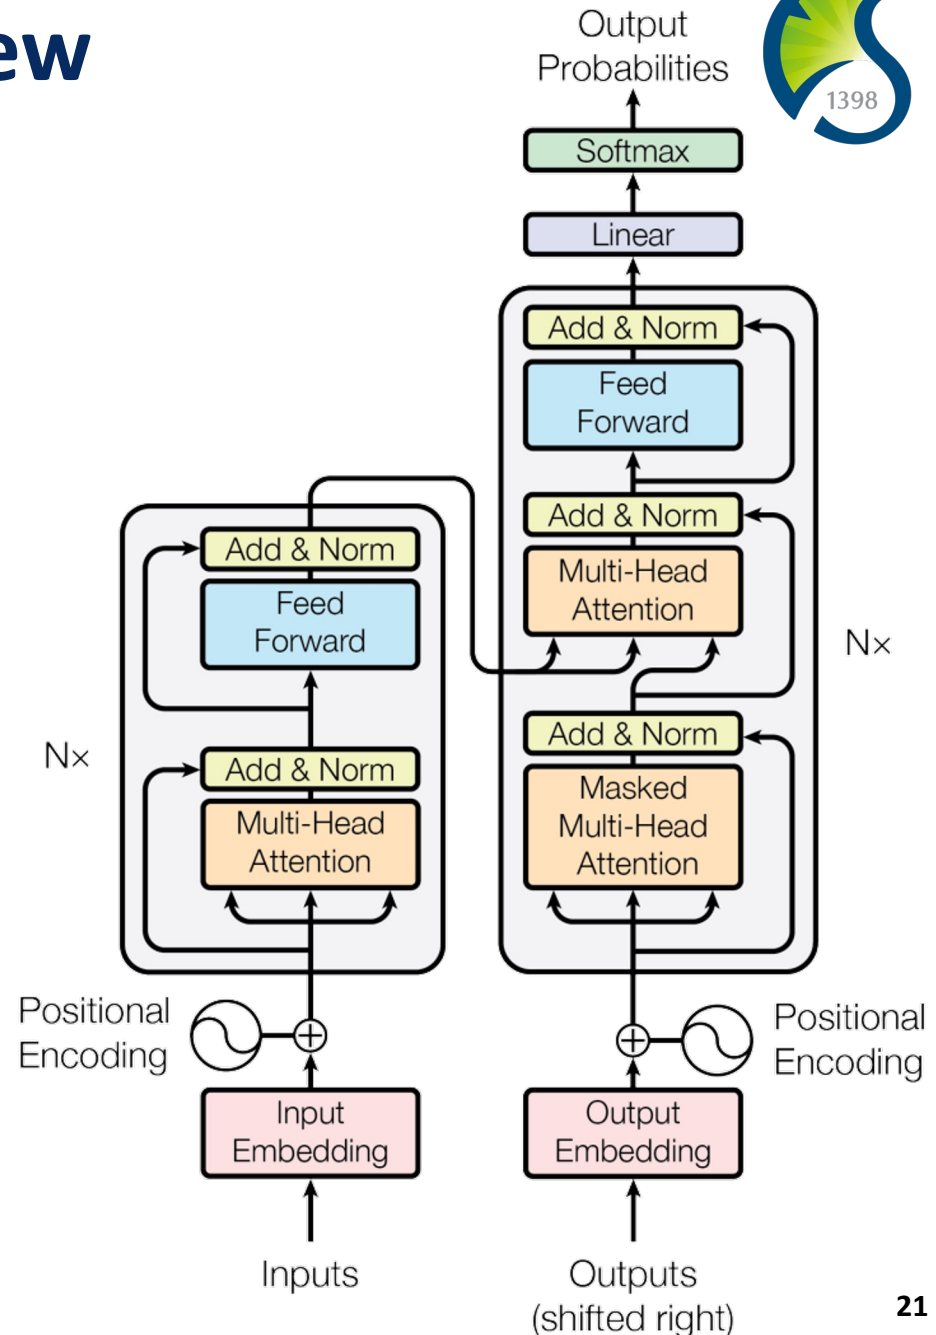 ew
1398
Output
Probabilities
Softmax
Linear
Add & Norm
Feed
Forward
Add & Norm
Multi-Head
Attention
Nx
Add & Norm
Masked
Multi-Head
Attention
Add & Norm
Feed
Forward
Nx
Add & Norm
Multi-Head
Attention
Positional
Encoding
Positional
Encoding
Input
Embedding
Output
Embedding
Inputs
Outputs
(shifted right)
21